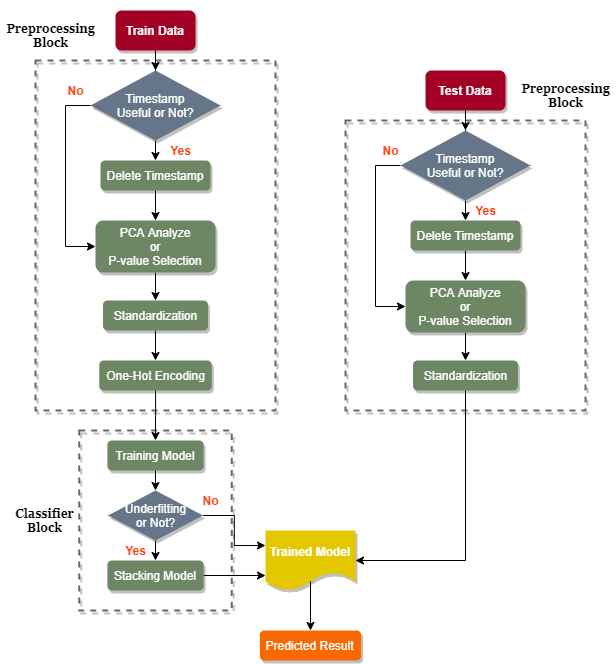 Preprocessing
Block
Train Data
No
Timestamp
Useful or Not?
Yes
Delete Timestamp
PCA Analyze
or
P-value Selection
Standardization
One-Hot Encoding
Test Data
Preprocessing
Block
No
Timestamp
Useful or Not?
Yes
Delete Timestamp
PCA Analyze
or
P-value Selection
Standardization
Classifier
Block
Training Model
Underfitting
or Not?
No
Yes
Stacking Model
Trained Model
Predicted Result